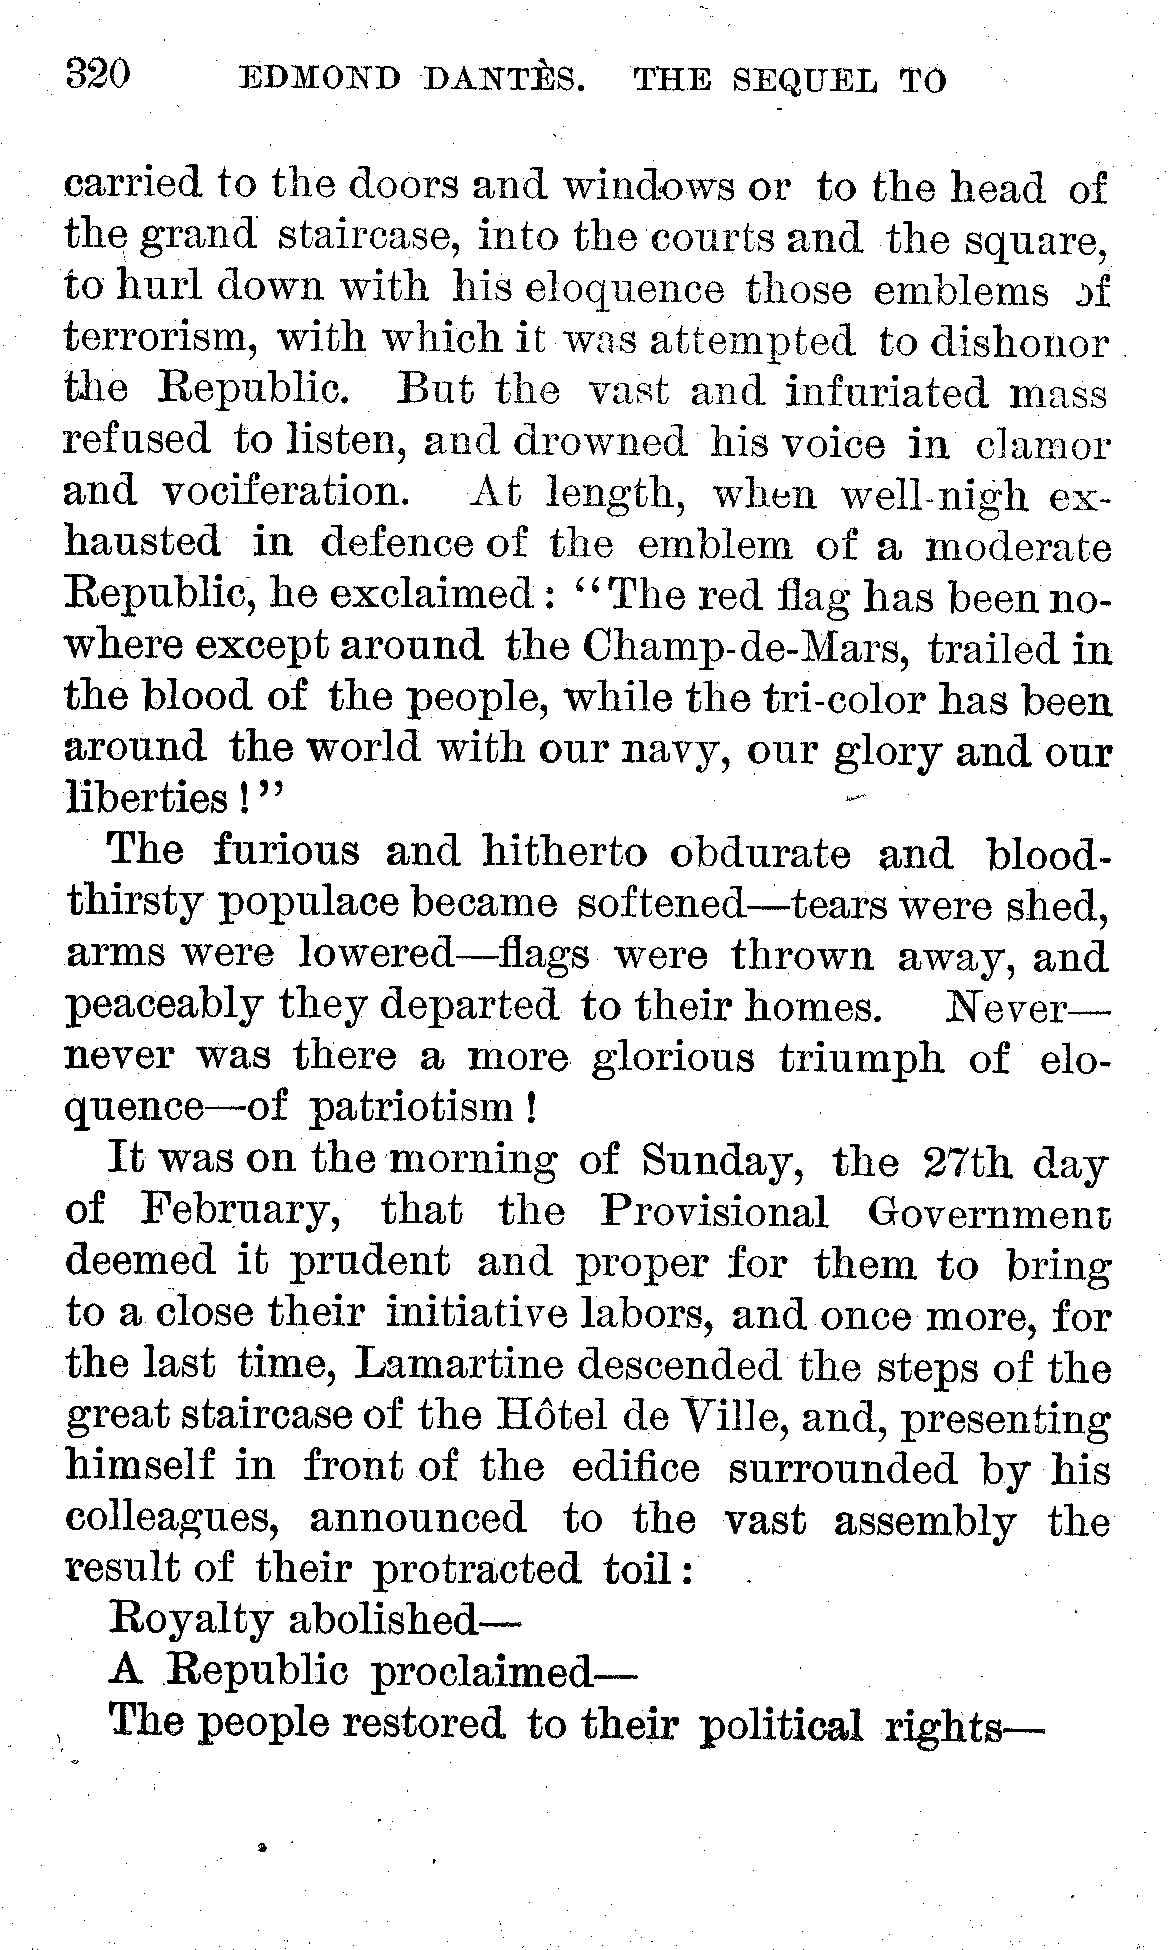 320 EDMOND DANTÈS. THE SEQUEL TO
carried to the doors and windows or to the head of
the grand staircase, into the courts and the square,
to hurl down with his eloquence those emblems of
terrorism, with which it was attempted to dishonor
the Republic. But the vast and infuriated mass
refused to listen, and drowned his voice in clamor
and vociferation. At length, when well-nigh ex-
hausted in defence of the emblem of a moderate
Republic, he exclaimed: “The red flag has been no-
where except around the Champ-de-Mars, trailed in
the blood of the people, while the tri-color has been
around the world with our navy, our glory and our
liberties!”
The furious and hitherto obdurate and blood-
thirsty populace became softened—tears were shed,
arms were lowered—flags were thrown away, and
peaceably they departed to their homes. Never—
never was there a more glorious triumph of elo-
quence—of patriotism!
It was on the morning of Sunday, the 27th day
of February, that the Provisional Government
deemed it prudent and proper for them to bring
to a close their initiative labors, and once more, for
the last time, Lamartine descended the steps of the
great staircase of the Hôtel de Ville, and, presenting
himself in front of the edifice surrounded by his
colleagues, announced to the vast assembly the
result of their protracted toil:
Royalty abolished—
A Republic proclaimed—
The people restored to their political rights—